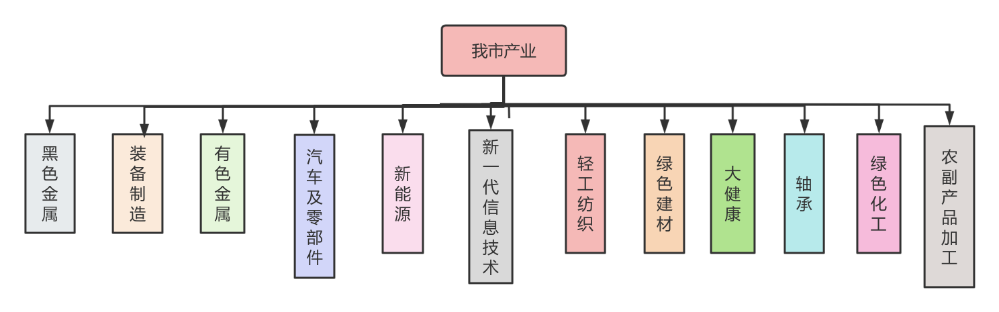 我市产业
黑色金属
装备制造
有色金属
汽车及零部件
新能源
新一代信息技术
轻工纺织
绿色建材
大健康
轴承
绿色化工
农副产品加工